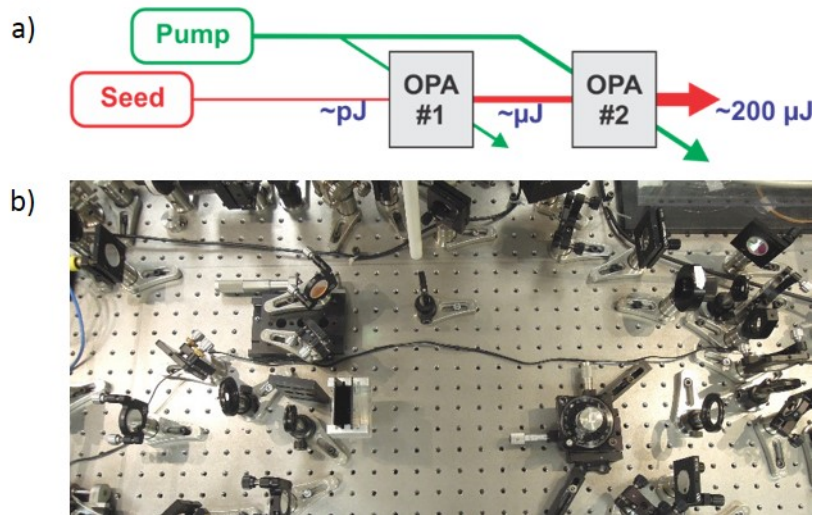 a)
Pump
Seed
~pJ
OPA
#1
~µJ
OPA
#2
~200 µJ
b)